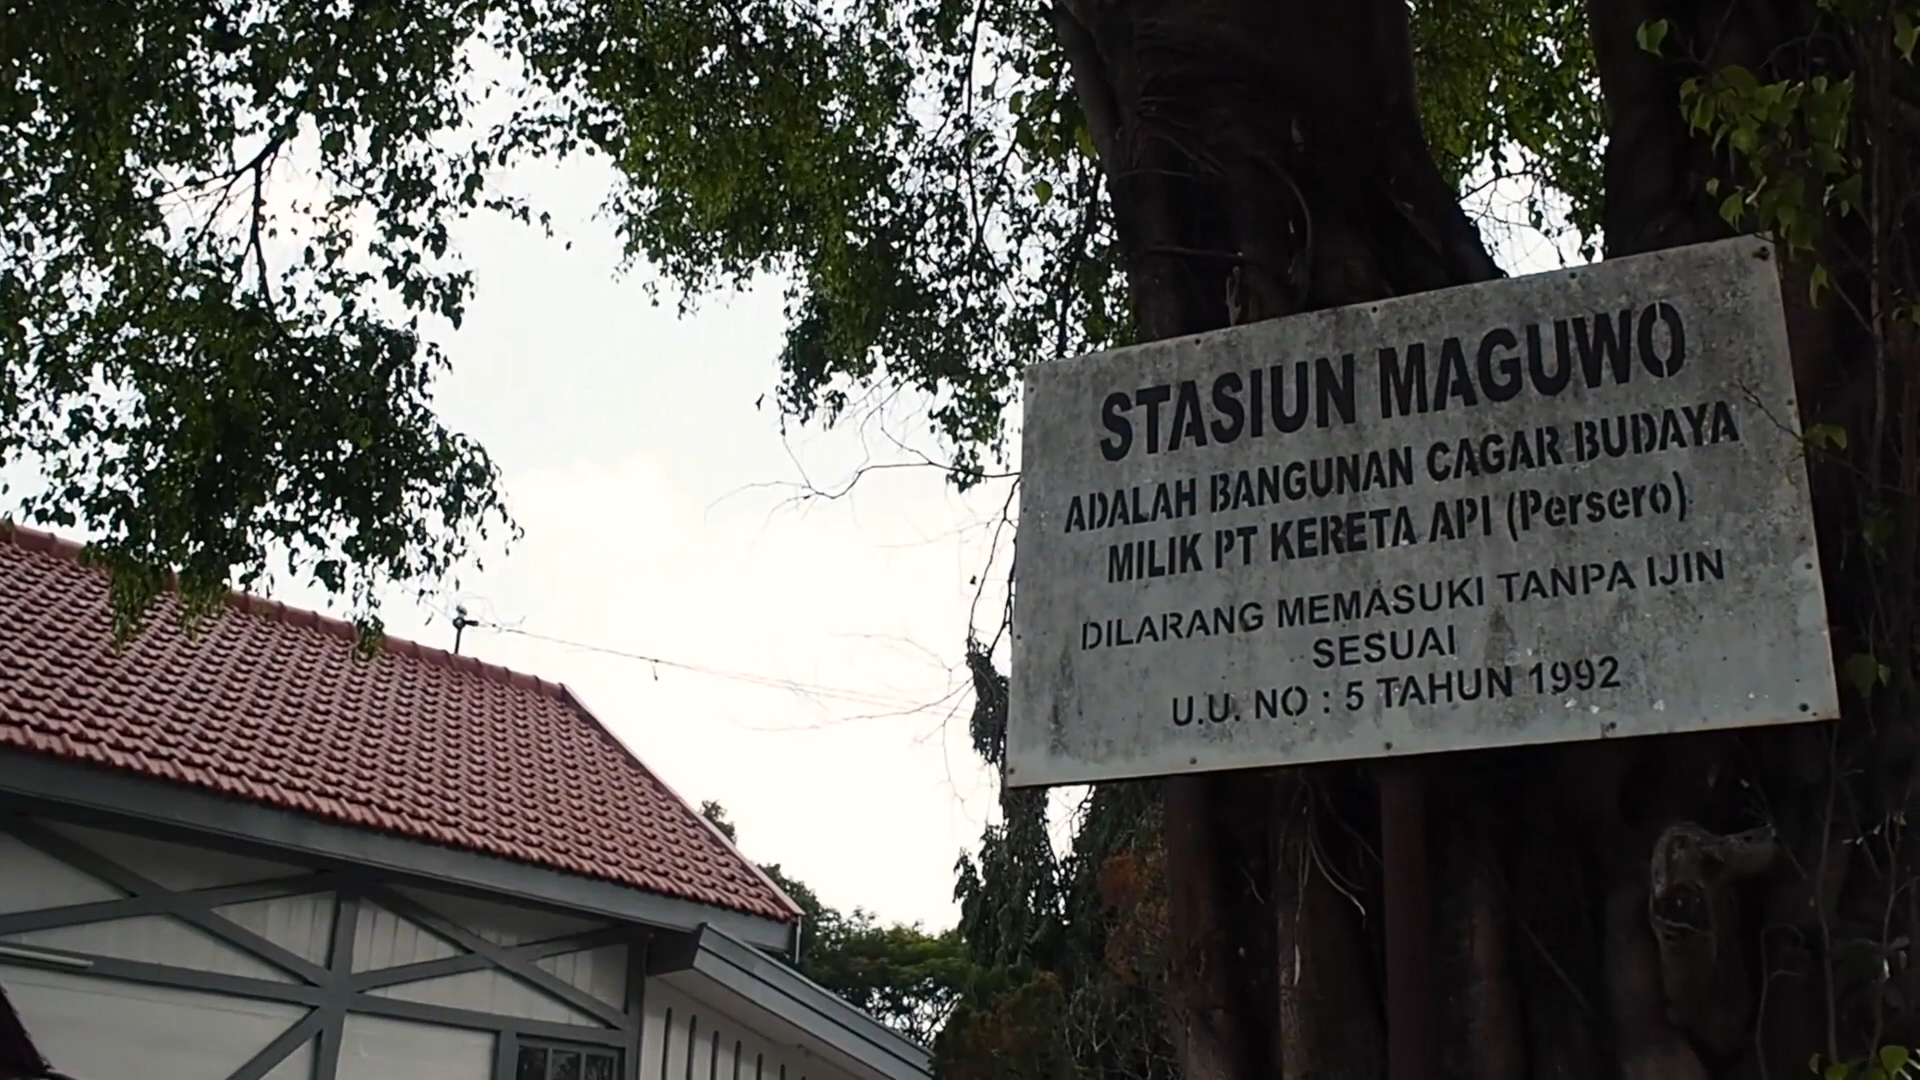 STASIUN MAGUWO
ADALAH BANGUNAN CAGAR BUDAYA
MILIK PT KERETA API (Persero)
DILARANG MEMASUKI TANPA IJIN
SESUAI
U.U. NO : 5 TAHUN 1992